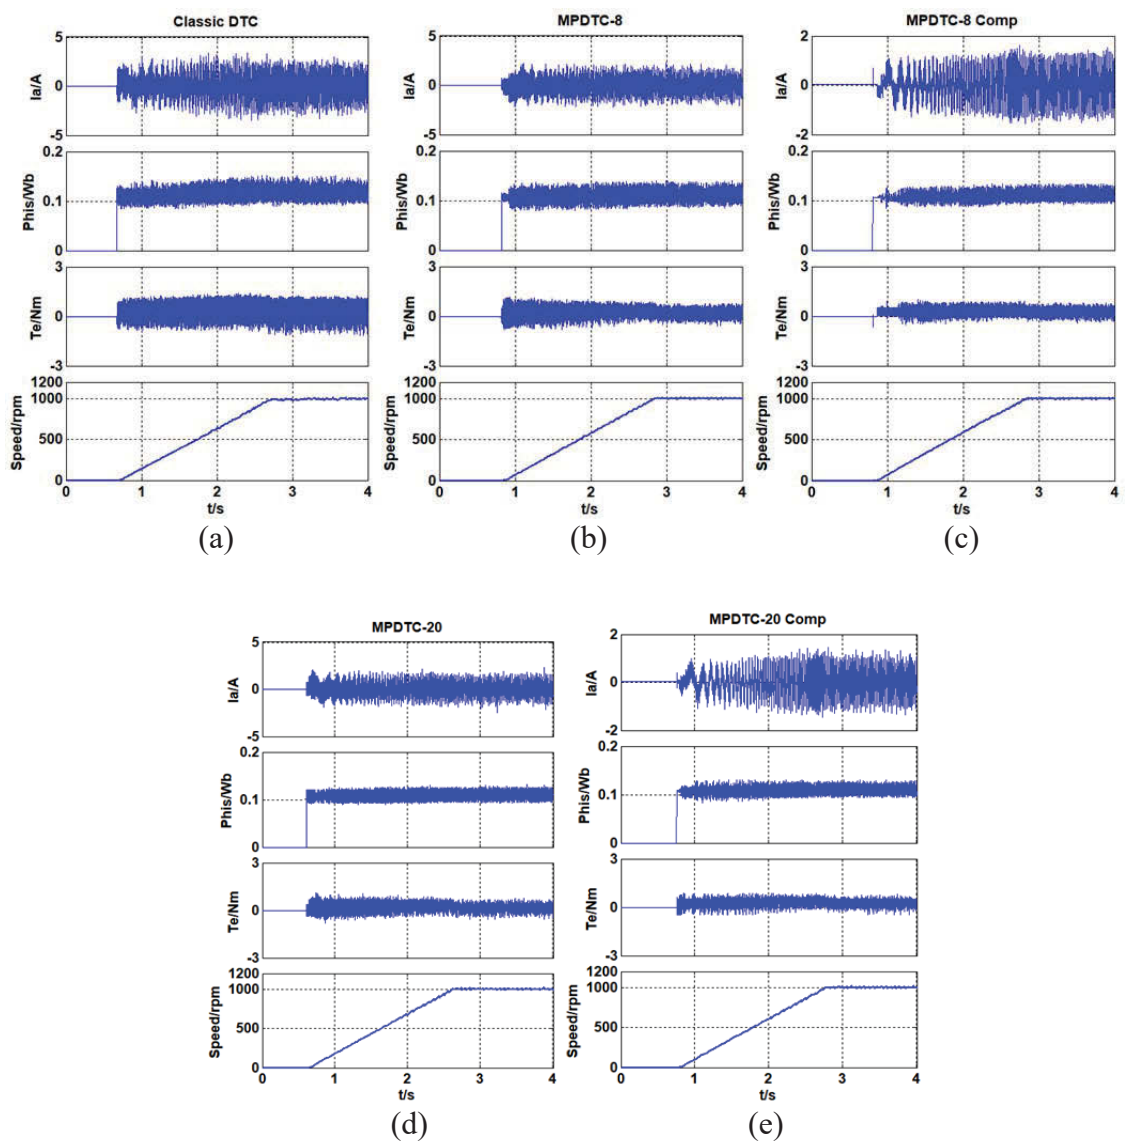 Classic DTC
5
Ia/A
0
-5
0.2
Phis/Wb
0.1
0
3
Te/Nm
0
-3
1200
1000
Speed/rpm
500
0
0 1 2 3 4
t/s
(a)
MPDTC-8
5
Ia/A
0
-5
0.2
Phis/Wb
0.1
0
3
Te/Nm
0
-3
1200
1000
Speed/rpm
500
0
0 1 2 3 4
t/s
(b)
MPDTC-8 Comp
2
Ia/A
0
-2
0.2
Phis/Wb
0.1
0
3
Te/Nm
0
-3
1200
1000
Speed/rpm
500
0
0 1 2 3 4
t/s
(c)
MPDTC-20
5
Ia/A
0
-5
0.2
Phis/Wb
0.1
0
3
Te/Nm
0
-3
1200
1000
Speed/rpm
500
0
0 1 2 3 4
t/s
(d)
MPDTC-20 Comp
2
Ia/A
0
-2
0.2
Phis/Wb
0.1
0
3
Te/Nm
0
-3
1200
1000
Speed/rpm
500
0
0 1 2 3 4
t/s
(e)